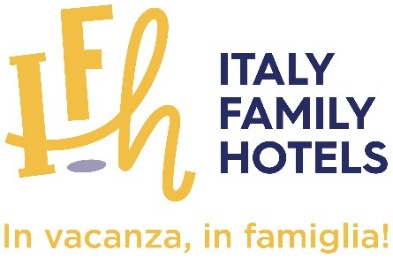 IFh
ITALY
FAMILY
HOTELS
In vacanza, in famiglia!